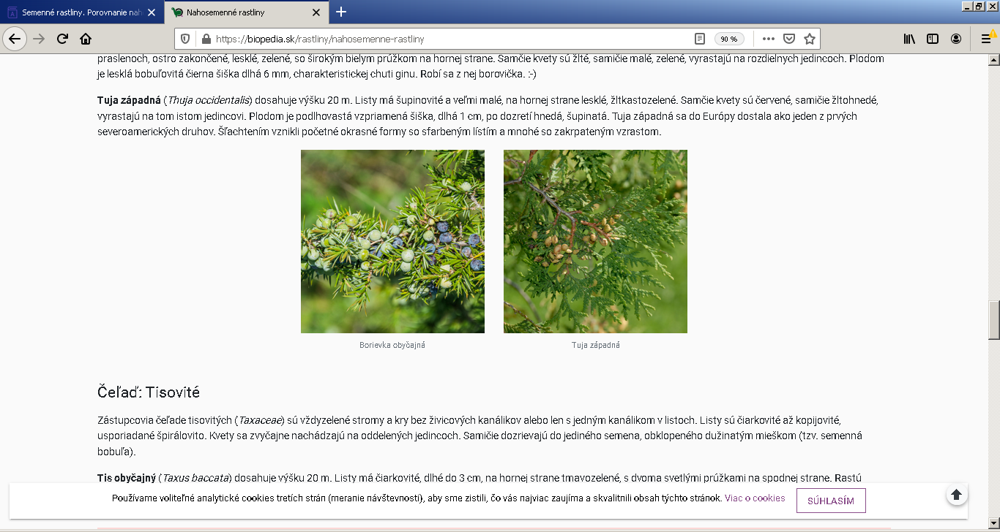 Semenné rastliny. Porovnanie nah
Nahosemenné rastliny
https://biopedia.sk/rastliny/nahosemenne-rastliny
90 %
praslenoch, ostro zakončené, lesklé, zelené, so širokým bielym prúžkom na hornej strane. Samčie kvety sú žlté, samičie malé, zelené, vyrastajú na rozdielnych jedincoch. Plodom
je lesklá bobuľovitá čierna šiška dlhá 6 mm, charakteristickej chuti ginu. Robí sa z nej borovička. :-)
Tuja západná (Thuja occidentalis) dosahuje výšku 20 m. Listy má šupinovité a veľmi malé, na hornej strane lesklé, žltkastozelené. Samčie kvety sú červené, samičie žltohnedé,
vyrastajú na tom istom jedincovi. Plodom je podlhovastá vzpriamená šiška, dlhá 1 cm, po dozretí hnedá, šupinatá. Tuja západná sa do Európy dostala ako jeden z prvých
severoamerických druhov. Šľachtením vznikli početné okrasné formy so sfarbeným lístím a mnohé so zakrpateným vzrastom.
Borievka obyčajná
Tuja západná
Čeľaď: Tisovité
Zástupcovia čeľade tisovitých (Taxaceae) sú vždyzelené stromy a kry bez živicových kanálikov alebo len s jedným kanálikom v listoch. Listy sú čiarkovité až kopijovité,
usporiadané špirálovito. Kvety sa zvyčajne nachádzajú na oddelených jedincoch. Samičie dozrievajú do jediného semena, obklopeného dužinatým mieškom (tzv. semenná
bobuľa).
Tis obyčajný (Taxus baccata) dosahuje výšku 20 m. Listy má čiarkovité, dlhé do 3 cm, na hornej strane tmavozelené, s dvoma svetlými prúžkami na spodnej strane. Rastú
Používame voliteľné analytické cookies tretích strán (meranie návštevnosti), aby sme zistili, čo vás najviac zaujíma a skvalitnili obsah týchto stránok. Viac o cookies
SÚHLASÍM